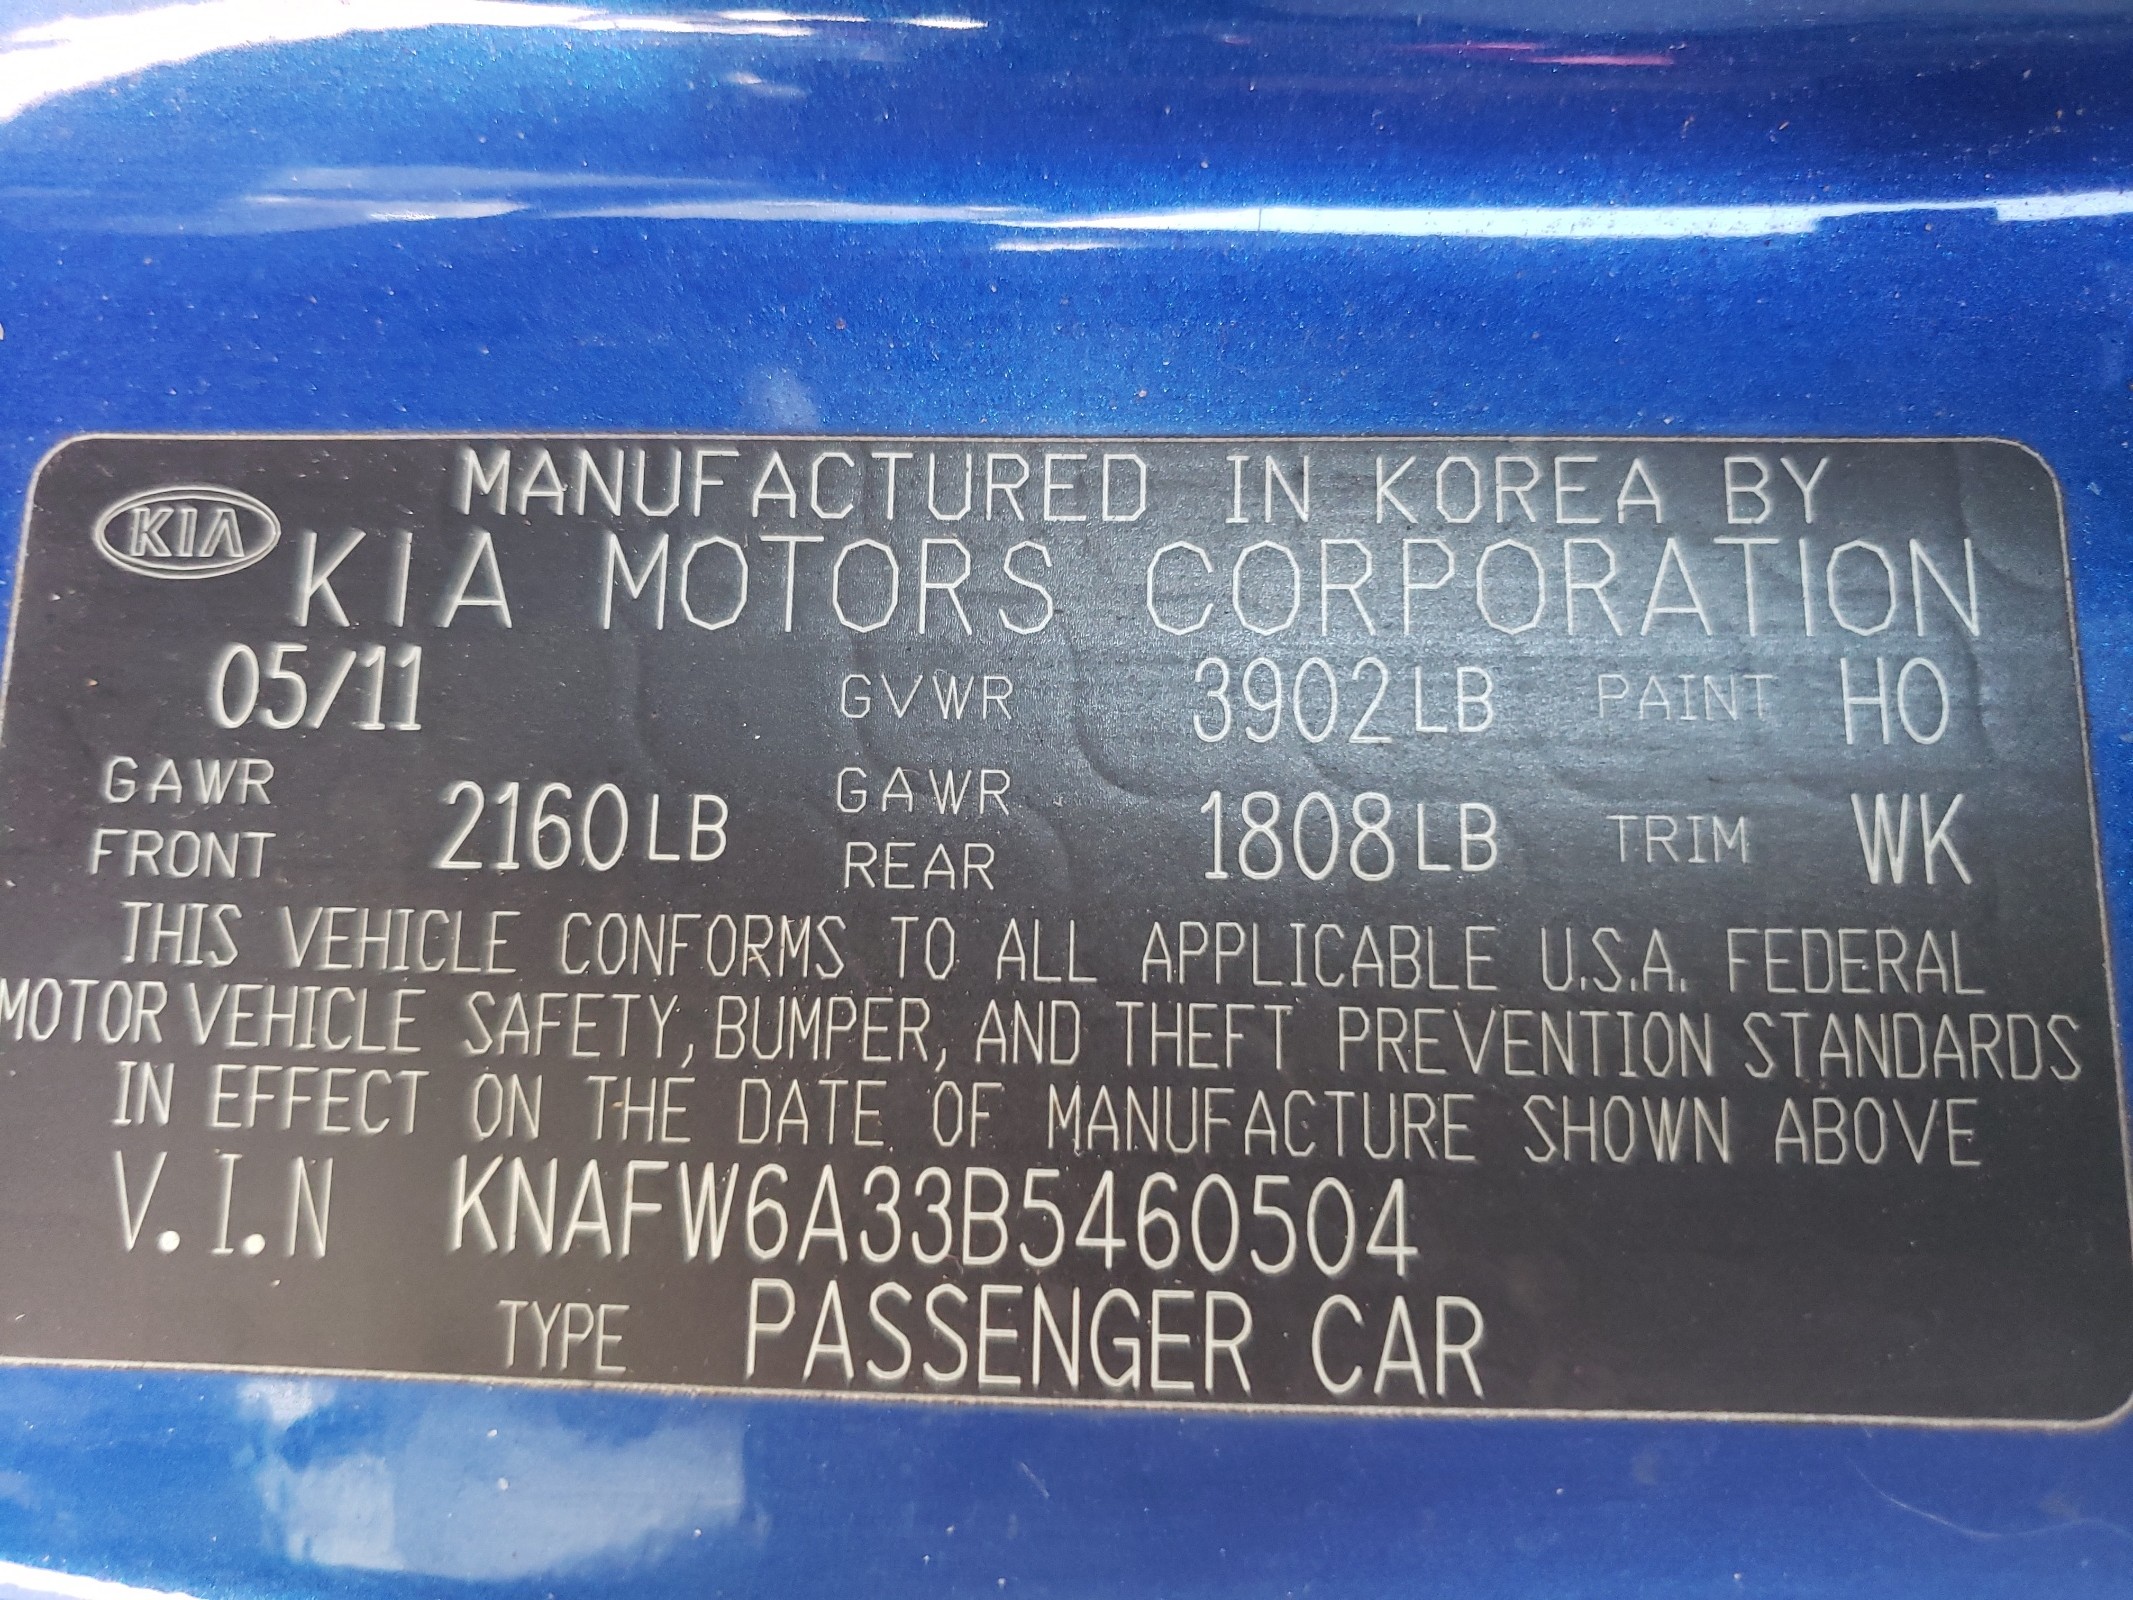 MANUFACTURED IN KOREA BY
KIA KIA MOTORS CORPORATION
05/11 GVWR 3902LB PAINT HO
GAWR FRONT 2160LB GAWR REAR 1808LB TRIM WK
THIS VEHICLE CONFORMS TO ALL APPLICABLE U.S.A. FEDERAL
MOTOR VEHICLE SAFETY, BUMPER, AND THEFT PREVENTION STANDARDS
IN EFFECT ON THE DATE OF MANUFACTURE SHOWN ABOVE
V.I.N KNAFW6A33B5460504
TYPE PASSENGER CAR